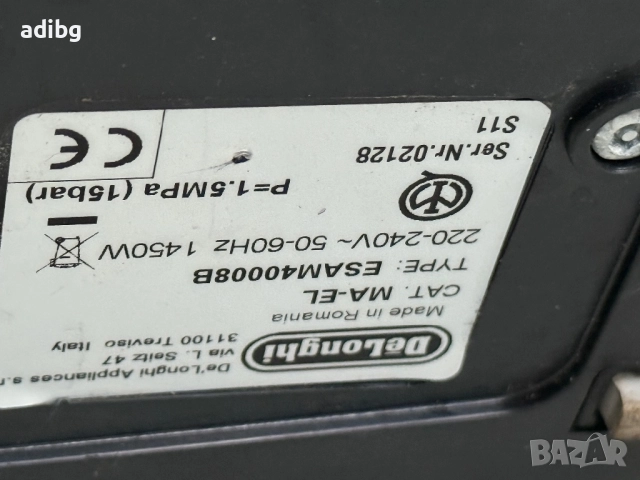 adibg
De'Longhi Appliances s.r.
via L. Seitz 47
31100 Treviso Italy
DeLonghi
Made in Romania
CAT. MA-EL
TYPE: ESAM4000B
220-240V~ 50-60Hz 1450W
P=1.5MPa (15bar)
Ser.Nr.02128
S11
CE
BAZAR